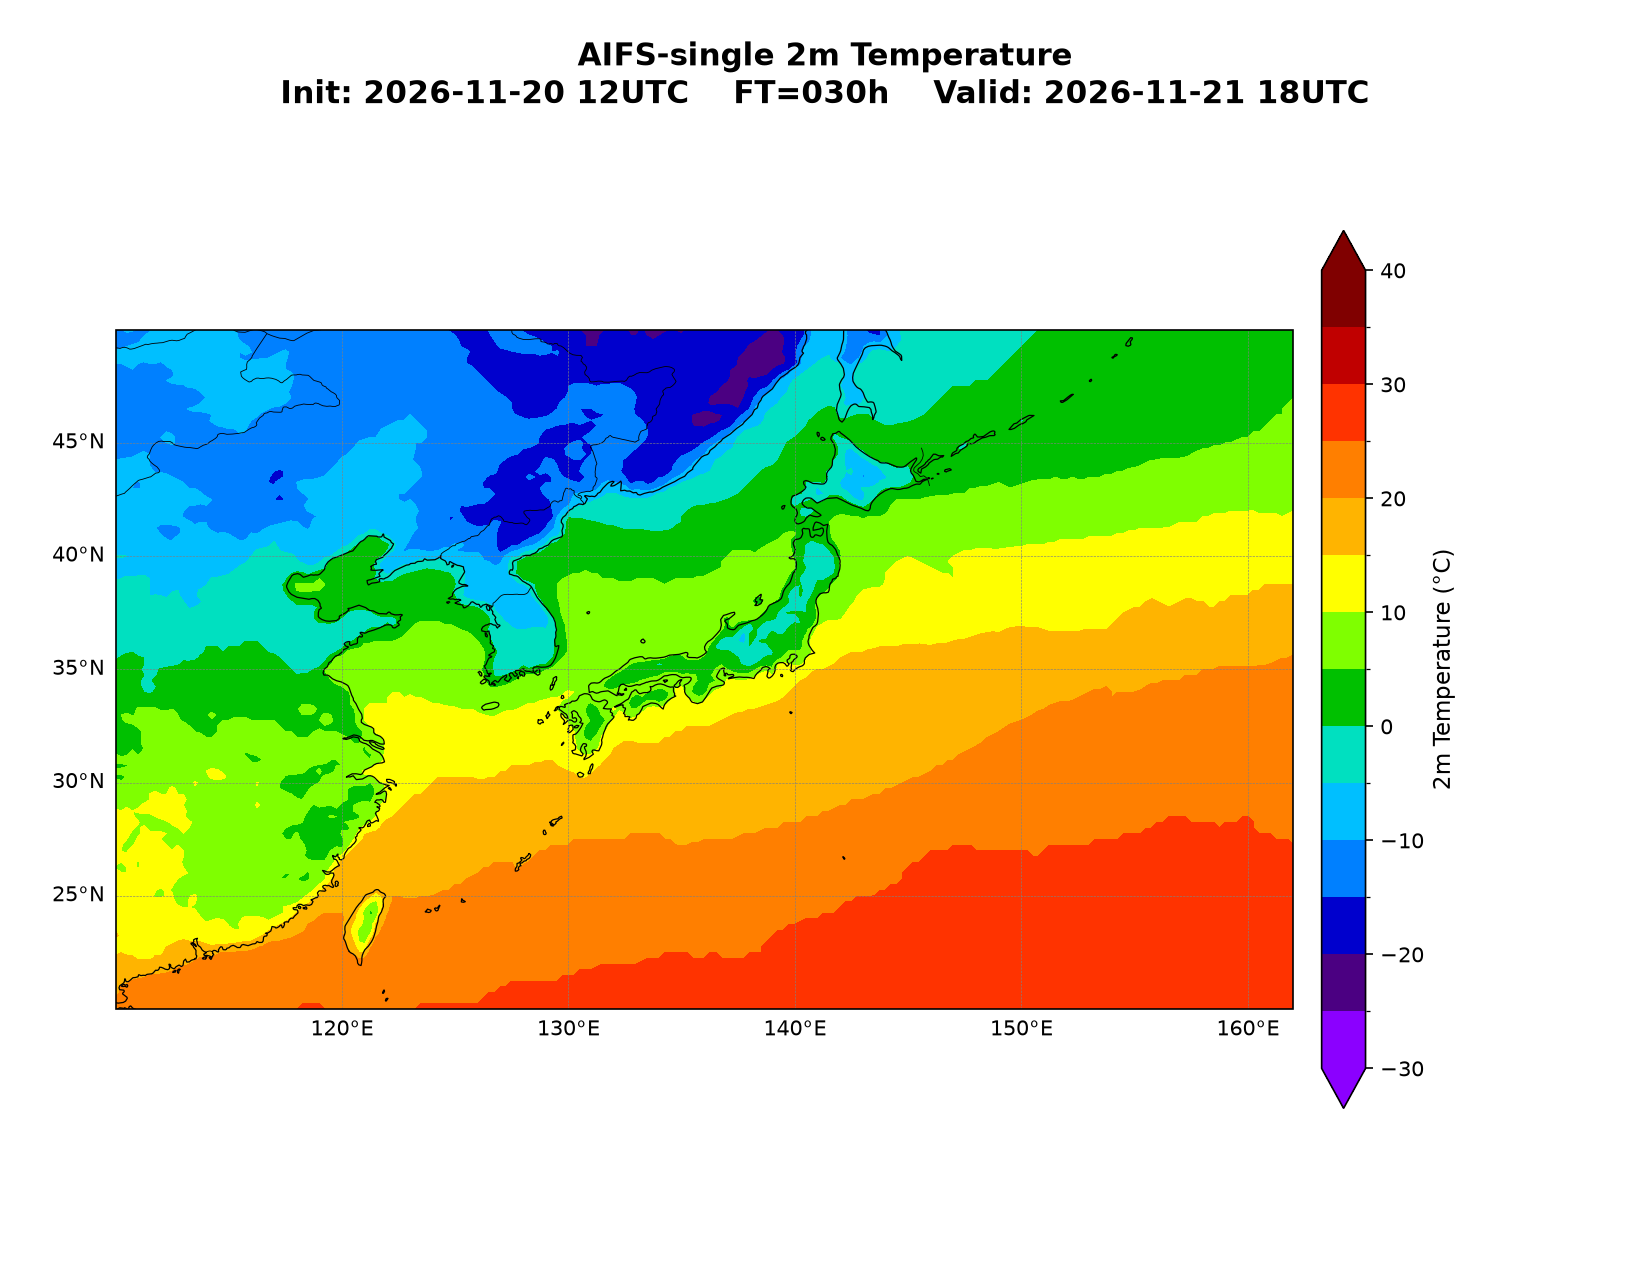 AIFS-single 2m Temperature
Init: 2026-11-20 12UTC    FT=030h    Valid: 2026-11-21 18UTC
45°N
40°N
35°N
30°N
25°N
120°E
130°E
140°E
150°E
160°E
40
30
20
10
0
−10
−20
−30
2m Temperature (°C)